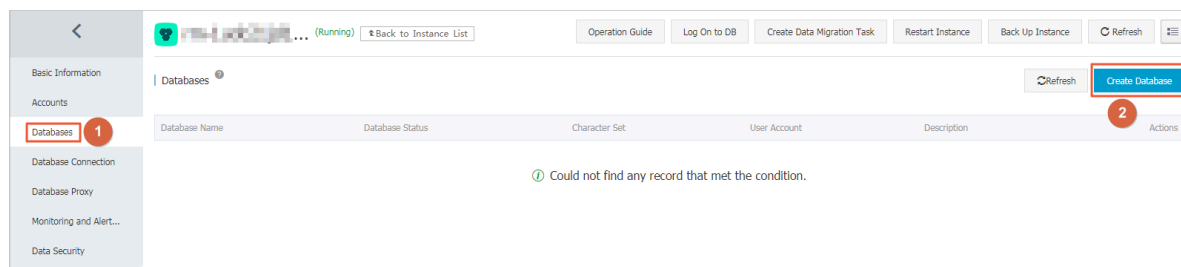 ... (Running) Back to Instance List Operation Guide Log On to DB Create Data Migration Task Restart Instance Back Up Instance Refresh
Basic Information
Accounts
Databases 1
Database Connection
Database Proxy
Monitoring and Alert...
Data Security
Databases Refresh Create Database
2
Database Name Database Status Character Set User Account Description Actions
Could not find any record that met the condition.